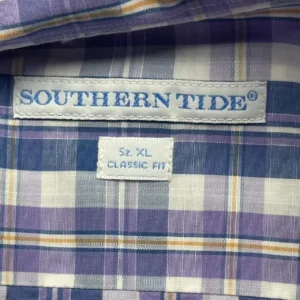 SOUTHERN TIDE®
Sz. XL
CLASSIC FIT